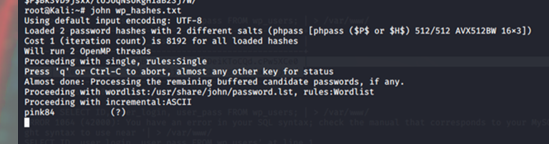 root@Kali:~# john wp_hashes.txt
Using default input encoding: UTF-8
Loaded 2 password hashes with 2 different salts (phpass [phpass ($P$ or $H$) 512/512 AVX512BW 16×3])
Cost 1 (iteration count) is 8192 for all loaded hashes
Will run 2 OpenMP threads
Proceeding with single, rules:Single
Press 'q' or Ctrl-C to abort, almost any other key for status
Almost done: Processing the remaining buffered candidate passwords, if any.
Proceeding with wordlist:/usr/share/john/password.lst, rules:Wordlist
Proceeding with incremental:ASCII
pink84 (?)